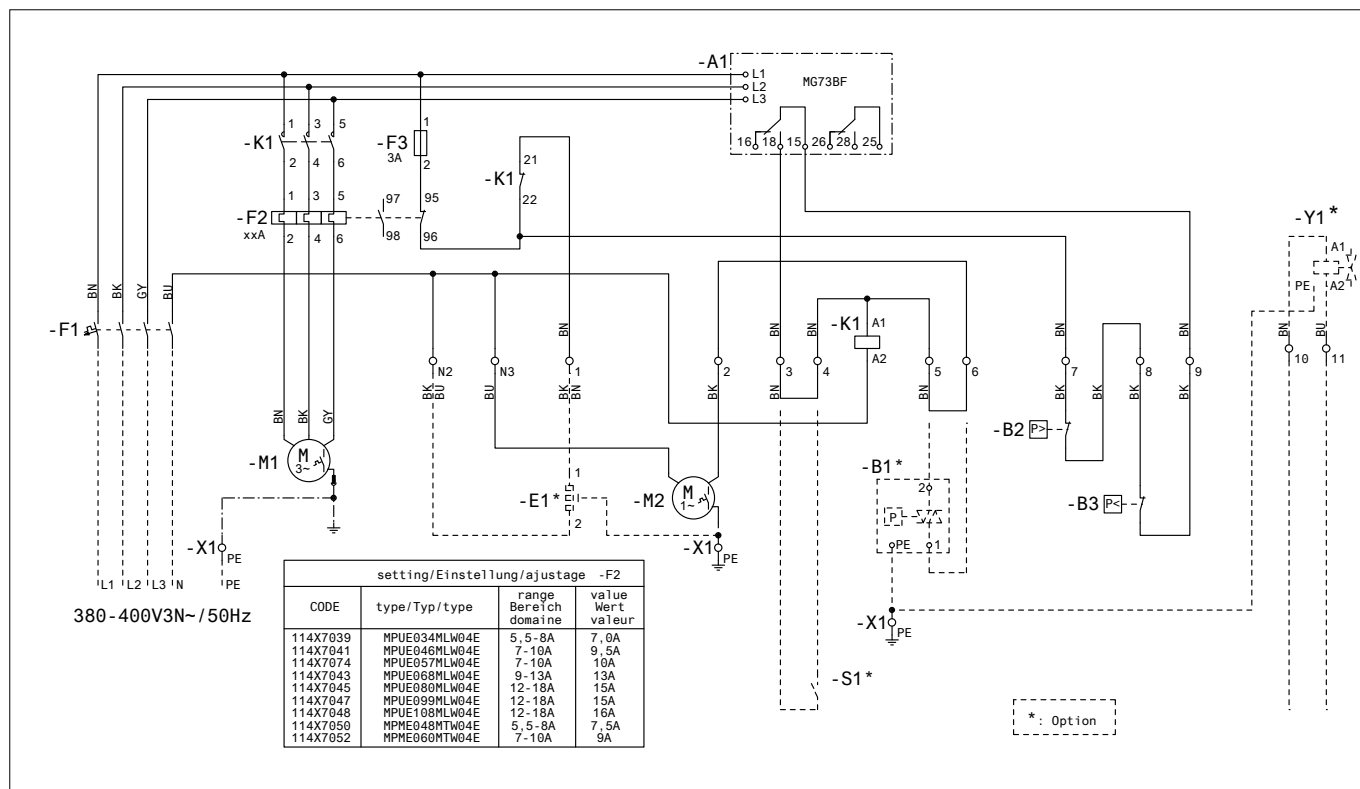 -A1
L1
L2
L3
MG73BF
16 18 15 26 28 25
-K1
1 3 5
2 4 6
-F3
3A
1
2
-K1
21
22
-F2
xxA
1 3 5
2 4 6
97
98
95
96
-Y1*
A1
A2
PE
BN BK GY BU
-F1
BN BU
10 11
N2
BK
BU
N3
BU
BN
1
BK
BN
2
BK
BN
3
BN
BN
4
-K1
A1
A2
5
BN
6
BN
7
BK
BK
8
BK
BN
9
BK
-B2
P>
-B3
P<
BN BK GY
-M1
M
3~
-X1
PE
L1 L2 L3 N PE
380-400V3N~/50Hz
-E1*
1
2
-M2
M
1~
-X1
PE
-B1*
2
P
PE
1
-X1
PE
-S1*
*: Option
setting/Einstellung/ajustage -F2
CODE type/Typ/type range Bereich domaine value Wert valeur
114X7039 MPUE034MLW04E 5,5-8A 7,0A
114X7041 MPUE046MLW04E 7-10A 9,5A
114X7074 MPUE057MLW04E 7-10A 10A
114X7043 MPUE068MLW04E 9-13A 13A
114X7045 MPUE080MLW04E 12-18A 15A
114X7047 MPUE099MLW04E 12-18A 15A
114X7048 MPUE108MLW04E 12-18A 16A
114X7050 MPME048MTW04E 5,5-8A 7,5A
114X7052 MPME060MTW04E 7-10A 9A